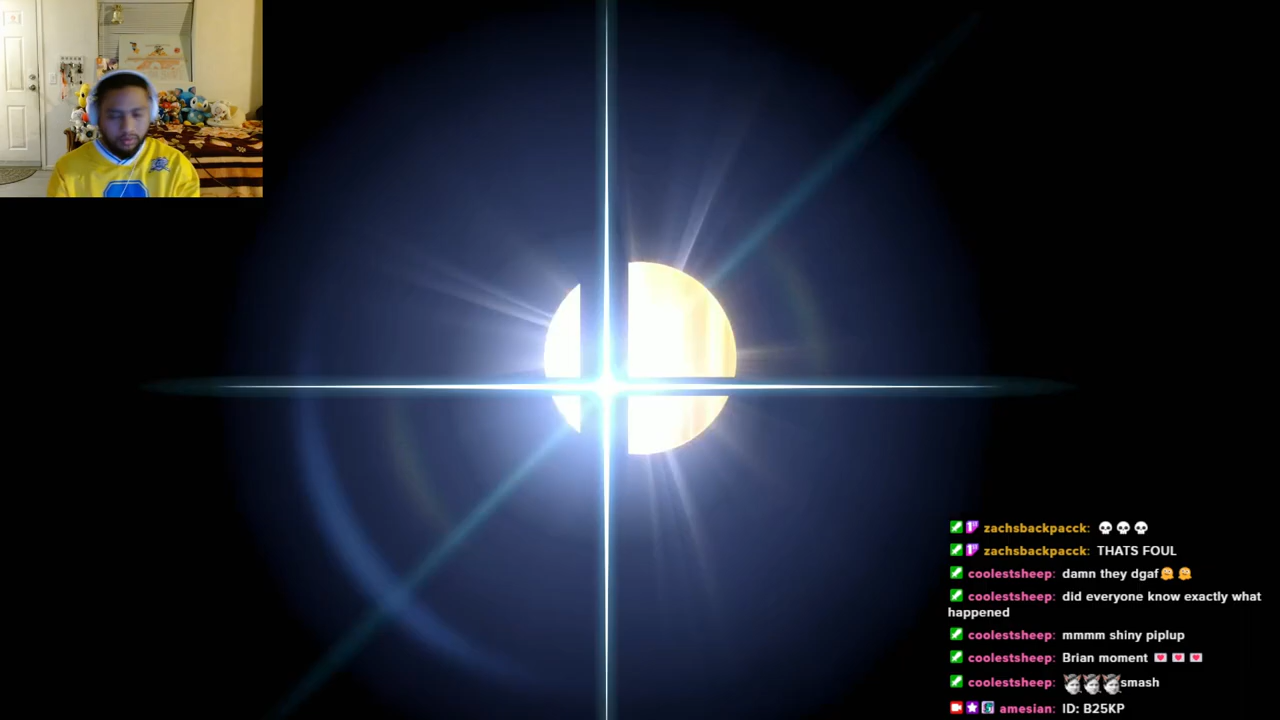 zachsbackpacck: 💀💀💀
zachsbackpacck: THATS FOUL
coolestsheep: damn they dgaf🫠🫠
coolestsheep: did everyone know exactly what
happened
coolestsheep: mmmm shiny piplup
coolestsheep: Brian moment 💌 💌 💌
coolestsheep: smash
amesian: ID: B25KP